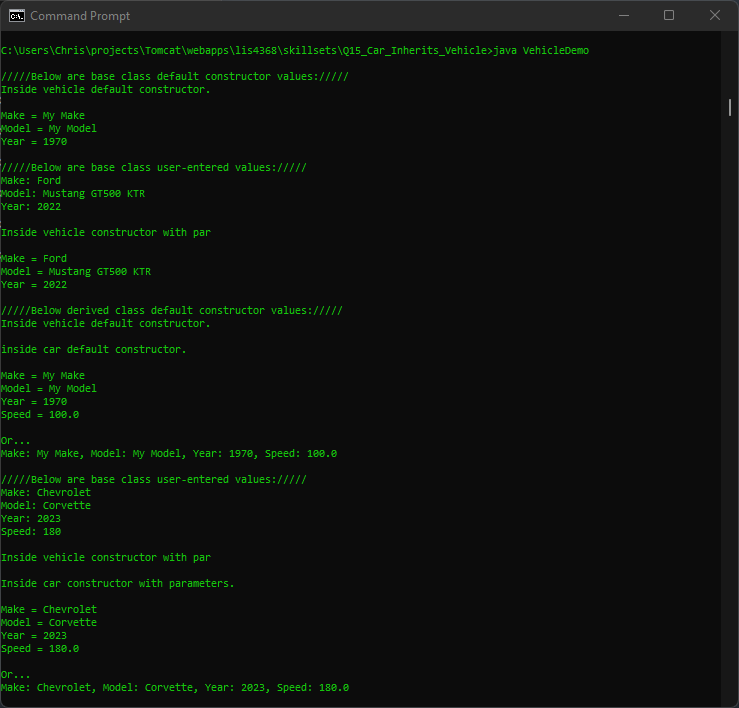 Command Prompt
C:\Users\Chris\projects\Tomcat\webapps\lis4368\skillsets\Q15_Car_Inherits_Vehicle>java VehicleDemo
/////Below are base class default constructor values://///
Inside vehicle default constructor.
Make = My Make
Model = My Model
Year = 1970
/////Below are base class user-entered values://///
Make: Ford
Model: Mustang GT500 KTR
Year: 2022
Inside vehicle constructor with par
Make = Ford
Model = Mustang GT500 KTR
Year = 2022
/////Below derived class default constructor values://///
Inside vehicle default constructor.
inside car default constructor.
Make = My Make
Model = My Model
Year = 1970
Speed = 100.0
Or...
Make: My Make, Model: My Model, Year: 1970, Speed: 100.0
/////Below are base class user-entered values://///
Make: Chevrolet
Model: Corvette
Year: 2023
Speed: 180
Inside vehicle constructor with par
Inside car constructor with parameters.
Make = Chevrolet
Model = Corvette
Year = 2023
Speed = 180.0
Or...
Make: Chevrolet, Model: Corvette, Year: 2023, Speed: 180.0